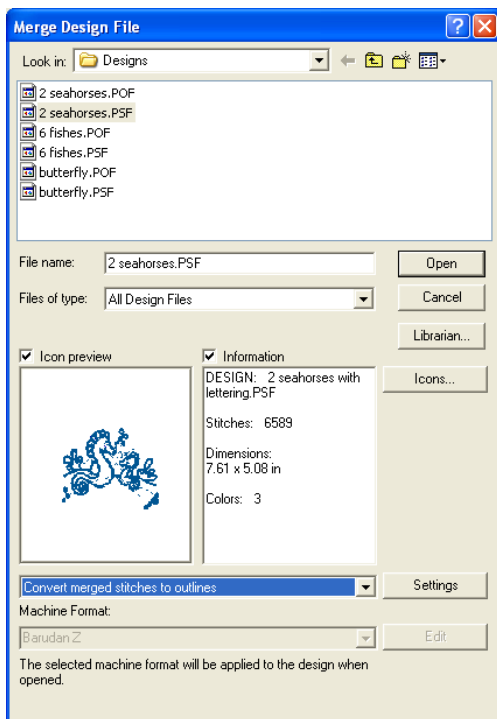 Merge Design File
Look in: Designs
2 seahorses.POF
2 seahorses.PSF
6 fishes.POF
6 fishes.PSF
butterfly.POF
butterfly.PSF
File name: 2 seahorses.PSF Open
Files of type: All Design Files Cancel
Librarian...
Icon preview Information
Icons...
DESIGN: 2 seahorses with
lettering.PSF
Stitches: 6589
Dimensions:
7.61 x 5.08 in
Colors: 3
Convert merged stitches to outlines Settings
Machine Format:
Barudan Z Edit
The selected machine format will be applied to the design when
opened.